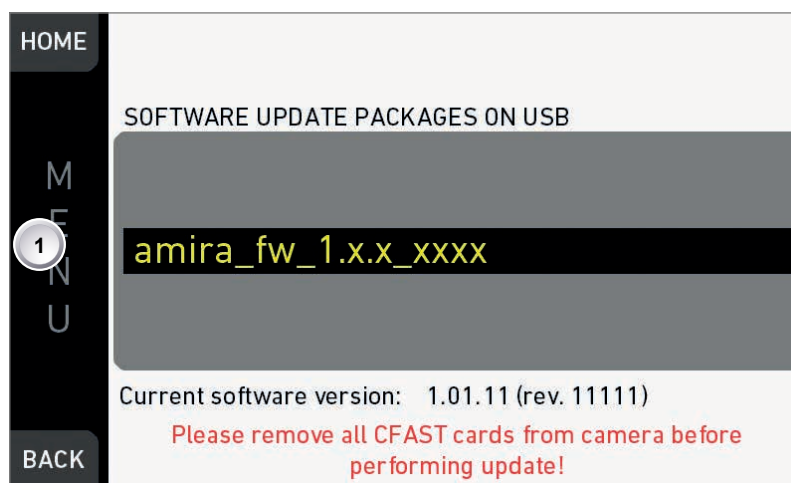 HOME
SOFTWARE UPDATE PACKAGES ON USB
MENU
1
amira_fw_1.x.x_xxxx
Current software version: 1.01.11 (rev. 11111)
Please remove all CFAST cards from camera before
performing update!
BACK